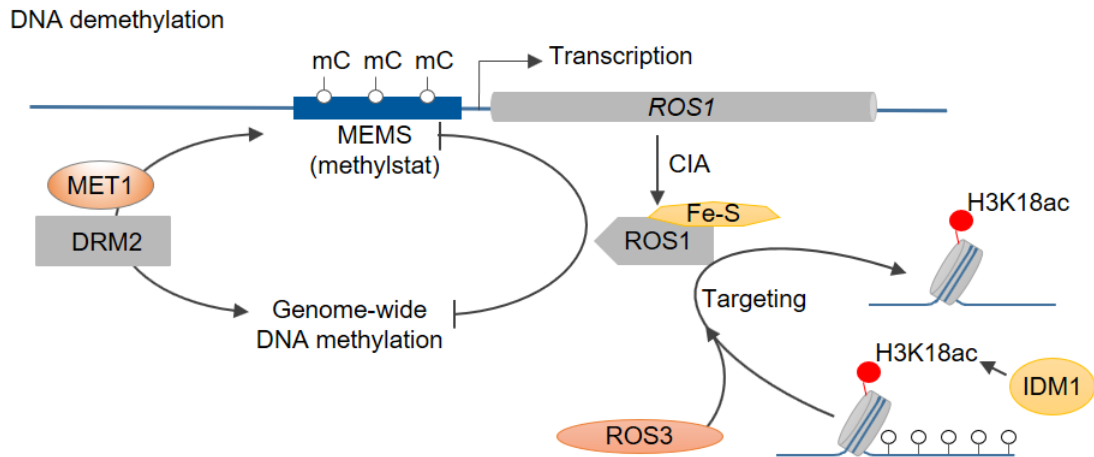 DNA demethylation
mC mC mC
Transcription
ROS1
MEMS
(methylstat)
CIA
MET1
Fe-S
H3K18ac
DRM2
ROS1
Targeting
Genome-wide
DNA methylation
H3K18ac
IDM1
ROS3